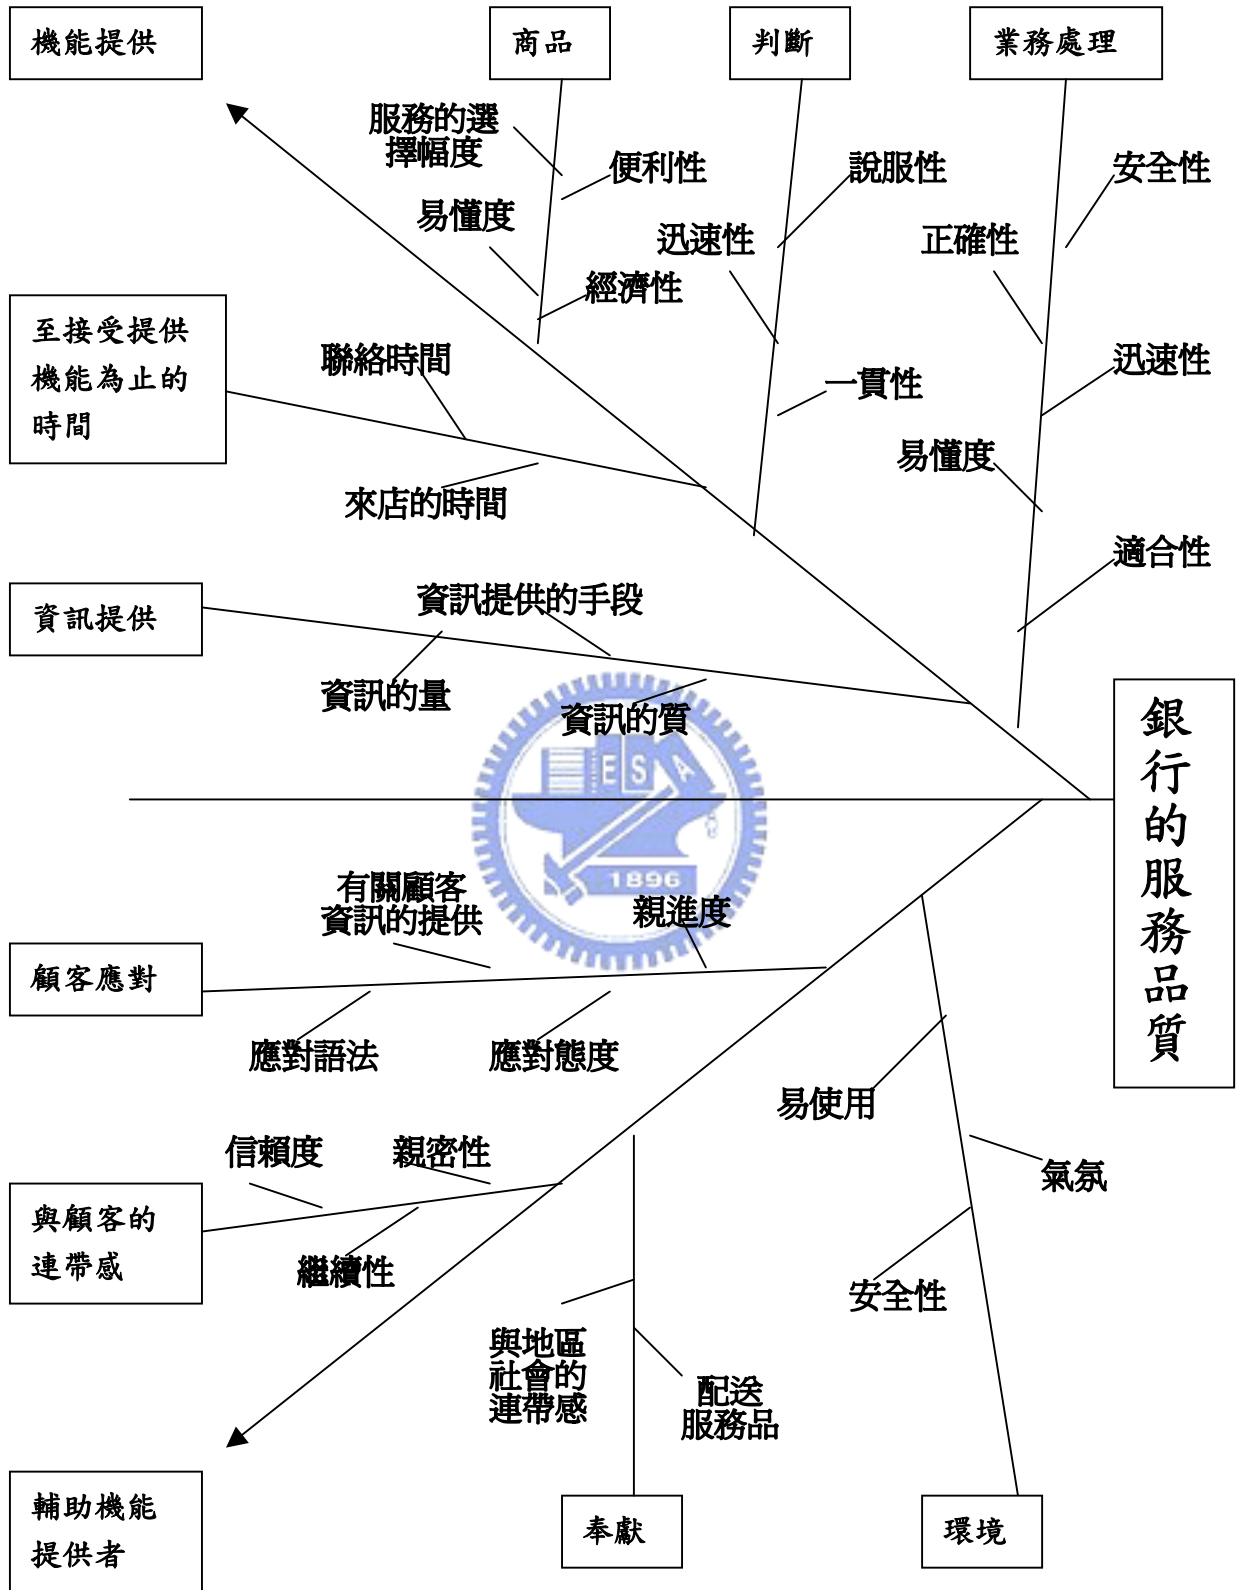 機能提供
商品
判斷
業務處理
服務的選
擇幅度
便利性
說服性
安全性
易懂度
迅速性
正確性
經濟性
至接受提供
機能為止的
時間
聯絡時間
迅速性
一貫性
易懂度
來店的時間
適合性
資訊提供
資訊提供的手段
資訊的量
資訊的質
銀行的服務品質
ESA
1896
有關顧客
資訊的提供
親進度
顧客應對
應對語法
應對態度
易使用
信賴度
親密性
氣氛
與顧客的
連帶感
繼續性
安全性
與地區
社會的
連帶感
配送
服務品
輔助機能
提供者
奉獻
環境